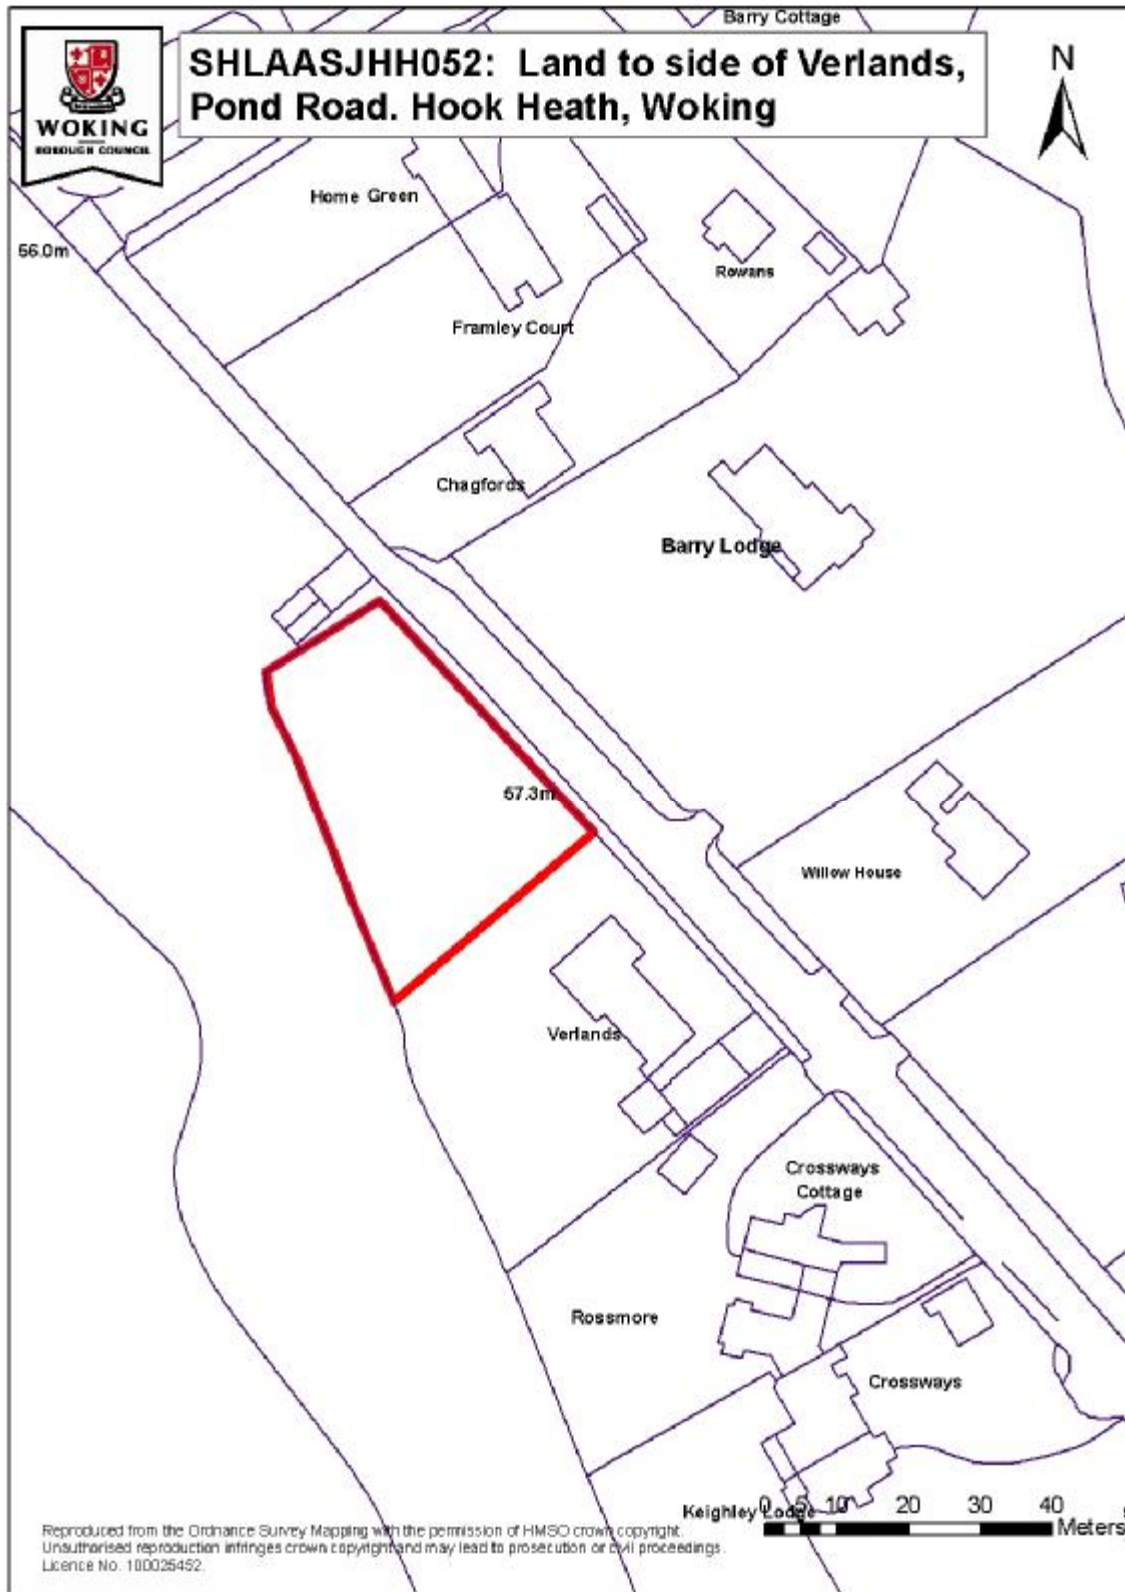 Barry Cottage
SHLAASJHH052: Land to side of Verlands,
Pond Road. Hook Heath, Woking
N
WOKING
BOROUGH COUNCIL
Home Green
56.0m
Rowans
Framley Court
Chagfords
Barry Lodge
57.3m
Willow House
Verlands
Crossways
Cottage
Rossmore
Crossways
Keighley Lodge
0 5 10 20 30 40
Meters
Reproduced from the Ordnance Survey Mapping with the permission of HMSO crown copyright.
Unauthorised reproduction infringes crown copyright and may lead to prosecution or civil proceedings.
Licence No. 100025452.